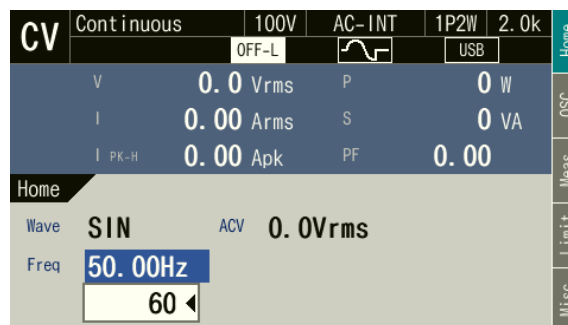 CV Continuous 100V AC-INT 1P2W 2.0k
OFF-L USB
V 0.0 Vrms P 0 W
I 0.00 Arms S 0 VA
I PK-H 0.00 Apk PF 0.00
Home
Wave SIN ACV 0.0Vrms
Freq 50.00Hz
60
Home
OSC
Meas
Limit
Misc